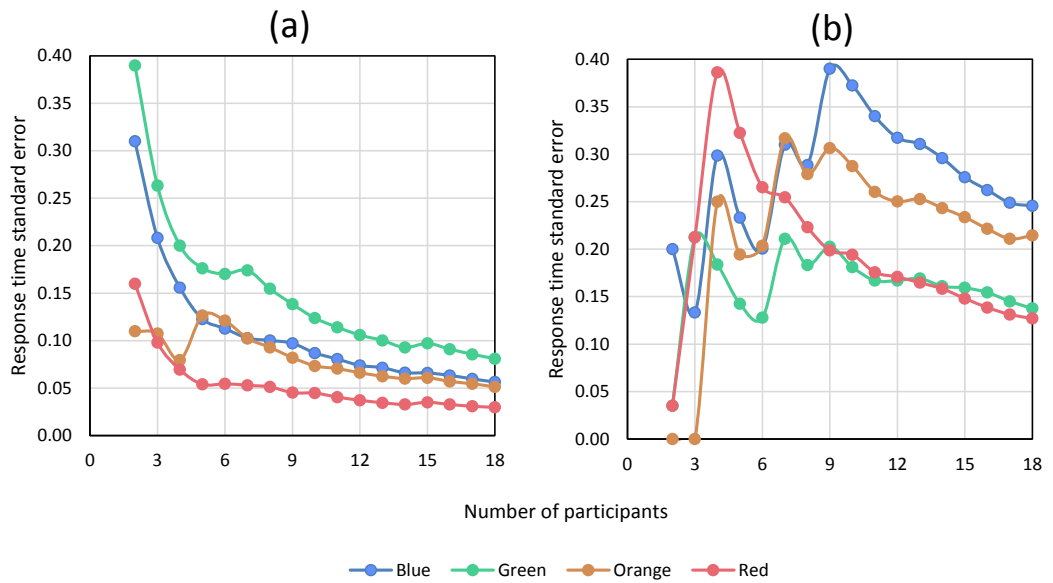 (a)
0.40
0.35
0.30
0.25
0.20
0.15
0.10
0.05
0.00
0 3 6 9 12 15 18
Response time standard error
(b)
0.40
0.35
0.30
0.25
0.20
0.15
0.10
0.05
0.00
0 3 6 9 12 15 18
Response time standard error
Number of participants
Blue Green Orange Red